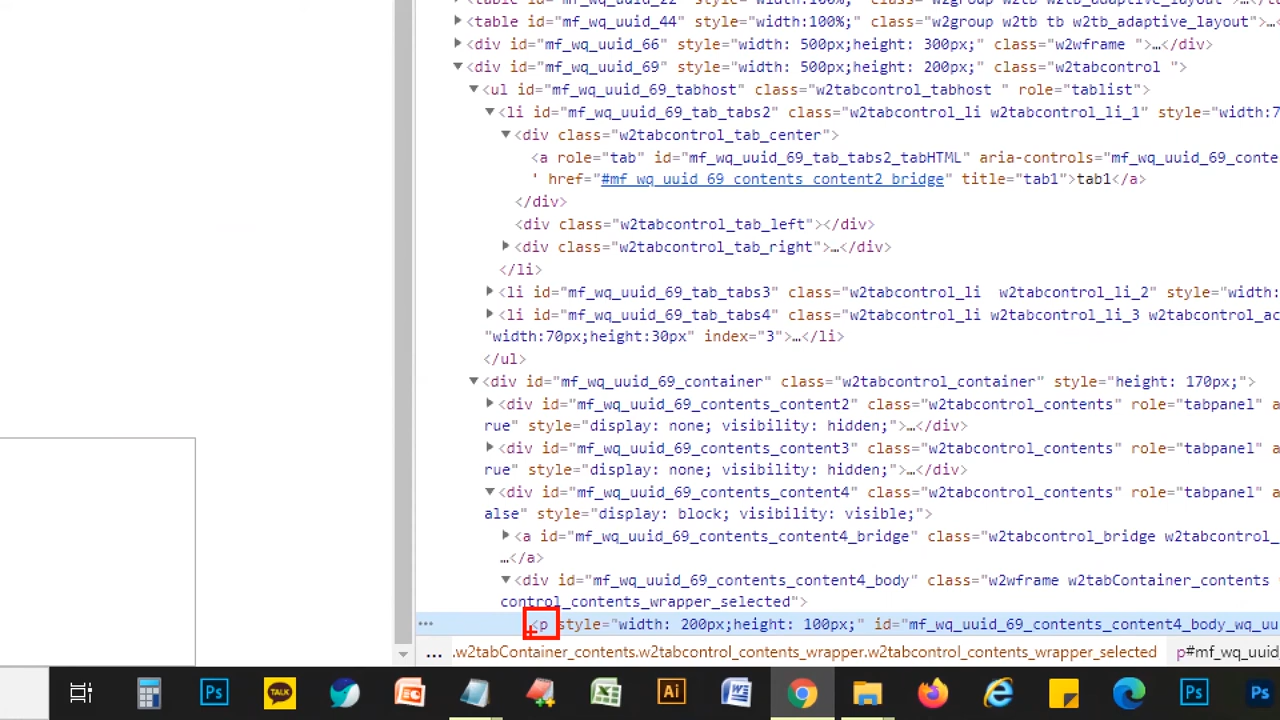 <table id="mf_wq_uuid_44" style="width:100%;" class="w2group w2tb tb w2tb_adaptive_layout">…</table>
<div id="mf_wq_uuid_66" style="width: 500px;height: 300px;" class="w2wframe ">…</div>
<div id="mf_wq_uuid_69" style="width: 500px;height: 200px;" class="w2tabcontrol ">
<ul id="mf_wq_uuid_69_tabhost" class="w2tabcontrol_tabhost " role="tablist">
<li id="mf_wq_uuid_69_tab_tabs2" class="w2tabcontrol_li w2tabcontrol_li_1" style="width:7
<div class="w2tabcontrol_tab_center">
<a role="tab" id="mf_wq_uuid_69_tab_tabs2_tabHTML" aria-controls="mf_wq_uuid_69_conte
' href="#mf_wq_uuid_69_contents_content2_bridge" title="tab1">tab1</a>
</div>
<div class="w2tabcontrol_tab_left"></div>
<div class="w2tabcontrol_tab_right">…</div>
</li>
<li id="mf_wq_uuid_69_tab_tabs3" class="w2tabcontrol_li  w2tabcontrol_li_2" style="width:
<li id="mf_wq_uuid_69_tab_tabs4" class="w2tabcontrol_li w2tabcontrol_li_3 w2tabcontrol_ac
"width:70px;height:30px" index="3">…</li>
</ul>
<div id="mf_wq_uuid_69_container" class="w2tabcontrol_container" style="height: 170px;">
<div id="mf_wq_uuid_69_contents_content2" class="w2tabcontrol_contents" role="tabpanel" a
rue" style="display: none; visibility: hidden;">…</div>
<div id="mf_wq_uuid_69_contents_content3" class="w2tabcontrol_contents" role="tabpanel" a
rue" style="display: none; visibility: hidden;">…</div>
<div id="mf_wq_uuid_69_contents_content4" class="w2tabcontrol_contents" role="tabpanel" a
alse" style="display: block; visibility: visible;">
<a id="mf_wq_uuid_69_contents_content4_bridge" class="w2tabcontrol_bridge w2tabcontrol_
…</a>
<div id="mf_wq_uuid_69_contents_content4_body" class="w2wframe w2tabContainer_contents
control_contents_wrapper_selected">
<p style="width: 200px;height: 100px;" id="mf_wq_uuid_69_contents_content4_body_wq_uu
… .w2tabContainer_contents.w2tabcontrol_contents_wrapper.w2tabcontrol_contents_wrapper_selected p#mf_wq_uuid
Ps TALK Ai Ps Ps